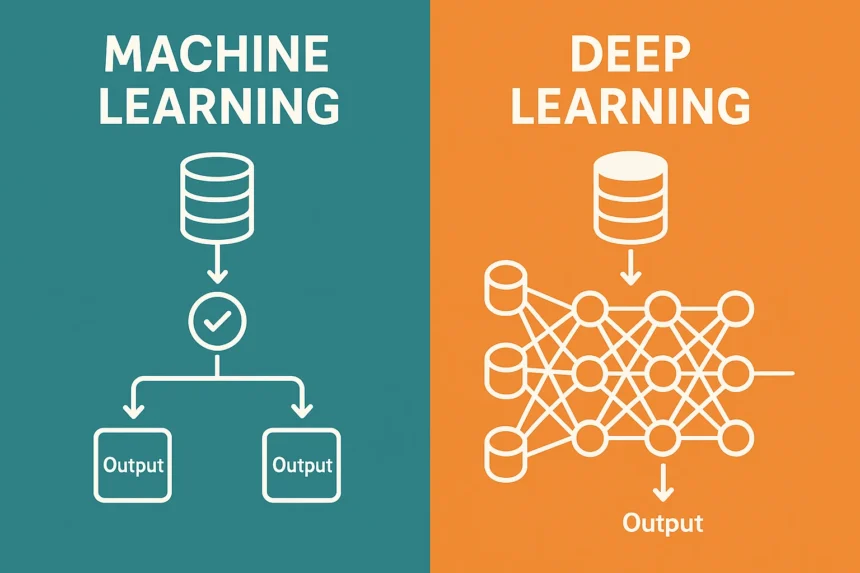 MACHINE
LEARNING
Output
Output
DEEP
LEARNING
Output